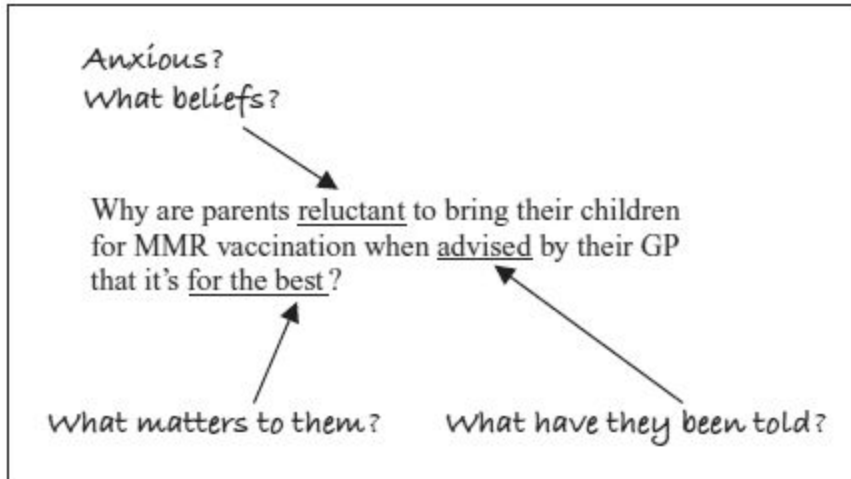 Anxious?
What beliefs?
Why are parents reluctant to bring their children
for MMR vaccination when advised by their GP
that it's for the best?
What matters to them?
What have they been told?